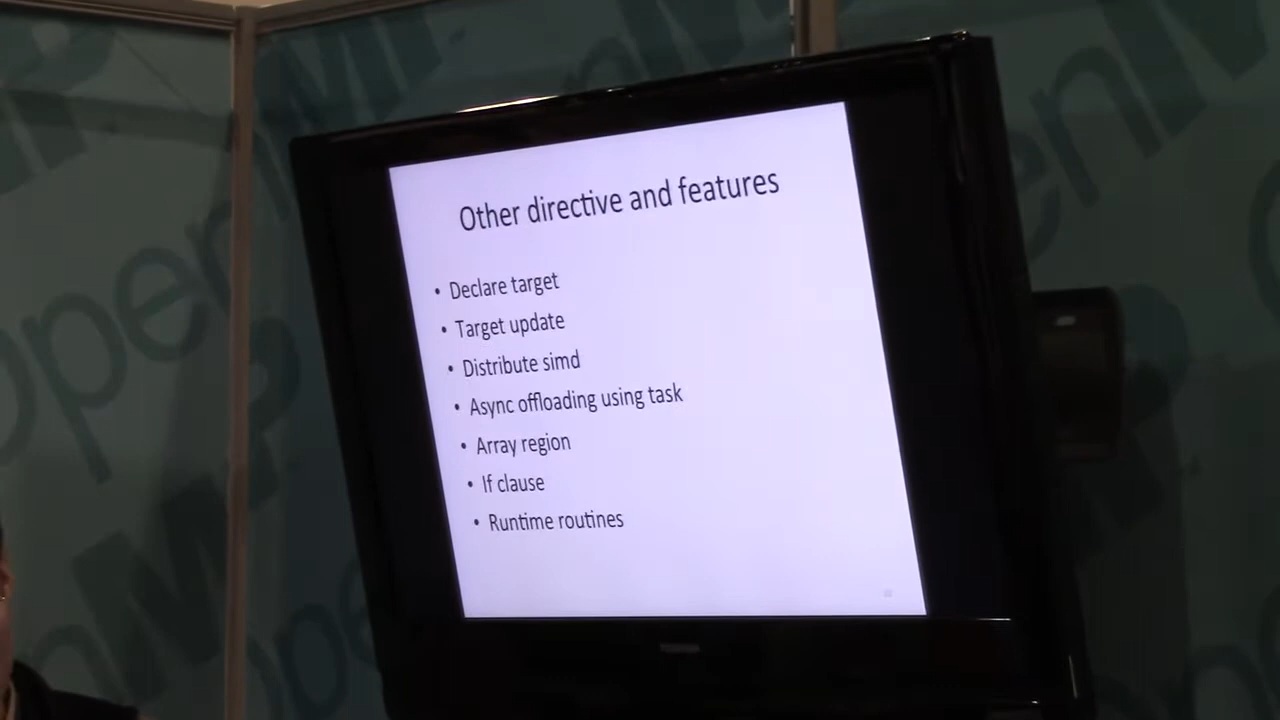 Other directive and features
• Declare target
• Target update
• Distribute simd
• Async offloading using task
• Array region
• If clause
• Runtime routines
OpenMP